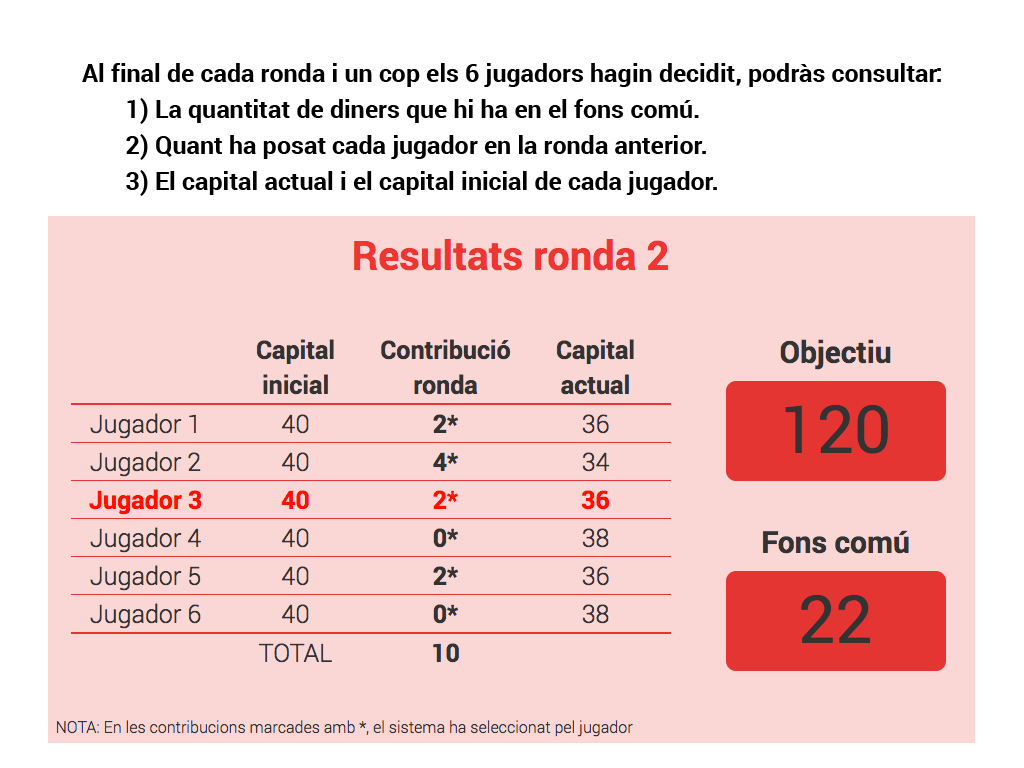 Al final de cada ronda i un cop els 6 jugadors hagin decidit, podràs consultar:
1) La quantitat de diners que hi ha en el fons comú.
2) Quant ha posat cada jugador en la ronda anterior.
3) El capital actual i el capital inicial de cada jugador.
Resultats ronda 2
Capital inicial Contribució ronda Capital actual
Jugador 1 40 2* 36
Jugador 2 40 4* 34
Jugador 3 40 2* 36
Jugador 4 40 0* 38
Jugador 5 40 2* 36
Jugador 6 40 0* 38
TOTAL 10
Objectiu
120
Fons comú
22
NOTA: En les contribucions marcades amb *, el sistema ha seleccionat pel jugador